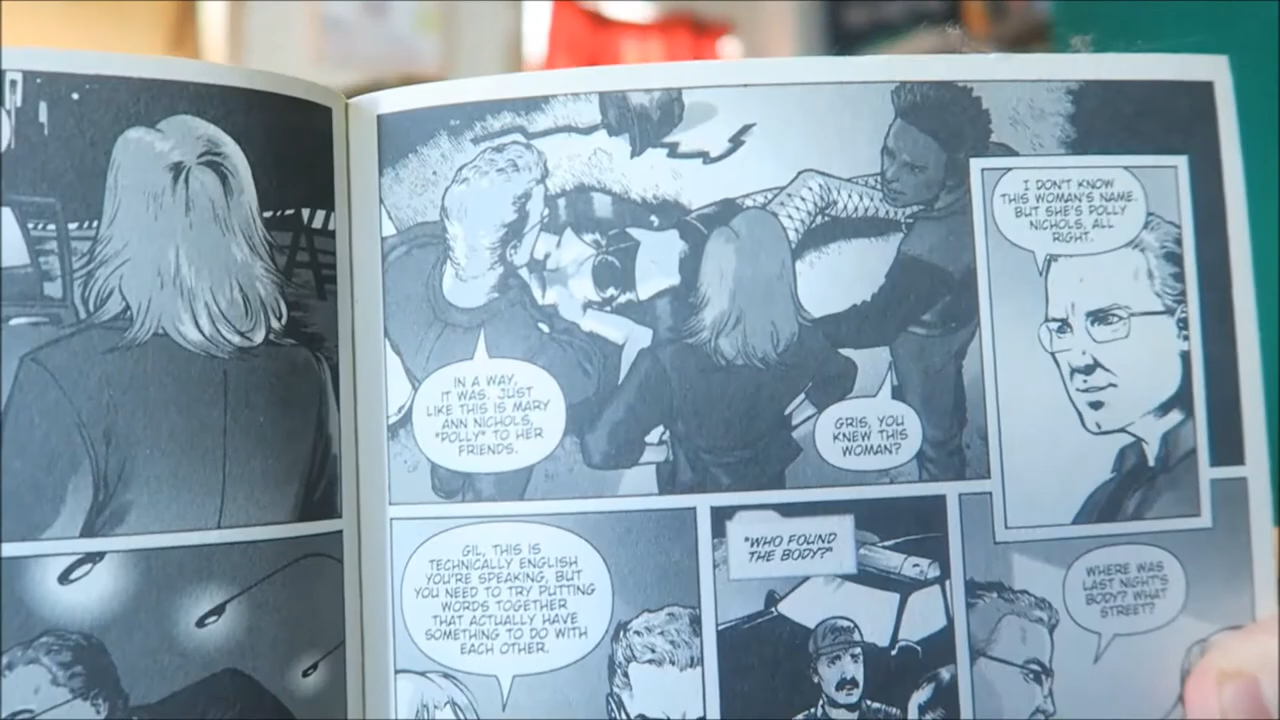 IN A WAY,
IT WAS. JUST
LIKE THIS IS MARY
ANN NICHOLS,
"POLLY" TO HER
FRIENDS.
GRIS, YOU
KNEW THIS
WOMAN?
I DON'T KNOW
THIS WOMAN'S NAME.
BUT SHE'S POLLY
NICHOLS, ALL
RIGHT.
GIL, THIS IS
TECHNICALLY ENGLISH
YOU'RE SPEAKING, BUT
YOU NEED TO TRY PUTTING
WORDS TOGETHER
THAT ACTUALLY HAVE
SOMETHING TO DO WITH
EACH OTHER.
"WHO FOUND
THE BODY?"
WHERE WAS
LAST NIGHT'S
BODY? WHAT
STREET?